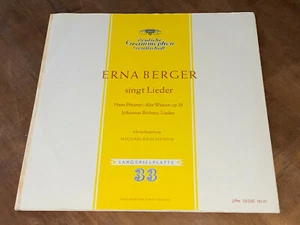 Deutsche
Grammophon
Gesellschaft
ERNA BERGER
singt Lieder
Hans Pfitzner: Alte Weisen op. 33
Johannes Brahms, Lieder
MICHAEL RAUCHEISEN
LANGSPIELPLATTE
33